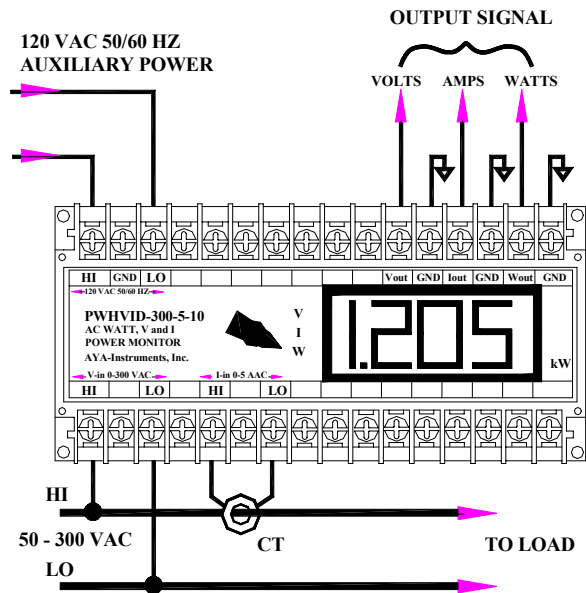 OUTPUT SIGNAL
120 VAC 50/60 HZ
AUXILIARY POWER
VOLTS AMPS WATTS
HI GND LO Vout GND Iout GND Wout GND
120 VAC 50/60 HZ
PWHVID-300-5-10
AC WATT, V and I
POWER MONITOR
AYA-Instruments, Inc.
V
I
W
1.205
kW
V-in 0-300 VAC I-in 0-5 AAC
HI LO HI LO
HI
50 - 300 VAC
CT
TO LOAD
LO